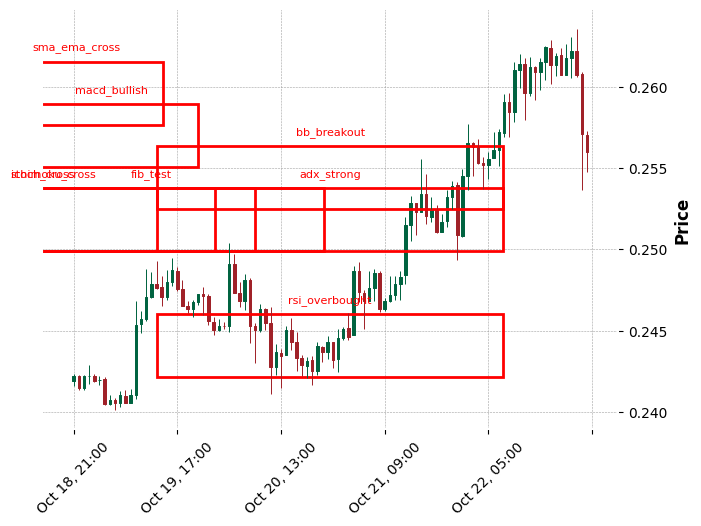 sma_ema_cross
macd_bullish
bb_breakout
fib_test
adx_strong
rsi_overbought
0.260
0.255
0.250
0.245
0.240
Price
Oct 18, 21:00
Oct 19, 17:00
Oct 20, 13:00
Oct 21, 09:00
Oct 22, 05:00